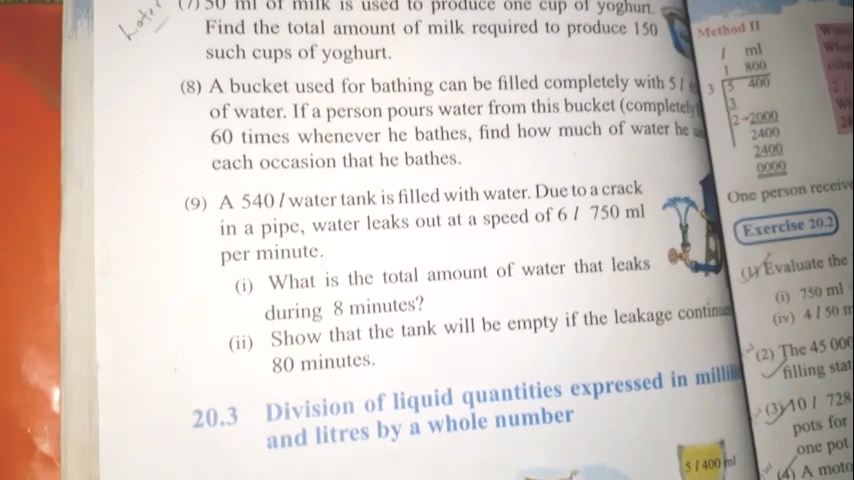 Later
(7) 50 ml of milk is used to produce one cup of yoghurt.
Find the total amount of milk required to produce 150
such cups of yoghurt.
(8) A bucket used for bathing can be filled completely with 5 l
of water. If a person pours water from this bucket (completely
60 times whenever he bathes, find how much of water he
each occasion that he bathes.
(9) A 540 l water tank is filled with water. Due to a crack
in a pipe, water leaks out at a speed of 6 l 750 ml
per minute.
(i) What is the total amount of water that leaks
during 8 minutes?
(ii) Show that the tank will be empty if the leakage continue
80 minutes.
20.3 Division of liquid quantities expressed in milli
and litres by a whole number
5 l 400 ml
Method II
l ml
1 800
3 5 400
3
2→2000
2400
2400
0000
One person receive
Exercise 20.2
(1) Evaluate the
(i) 750 ml
(iv) 4 l 50 m
(2) The 45 000
filling stat
(3) 10 l 728
pots for
one pot.
(4) A moto